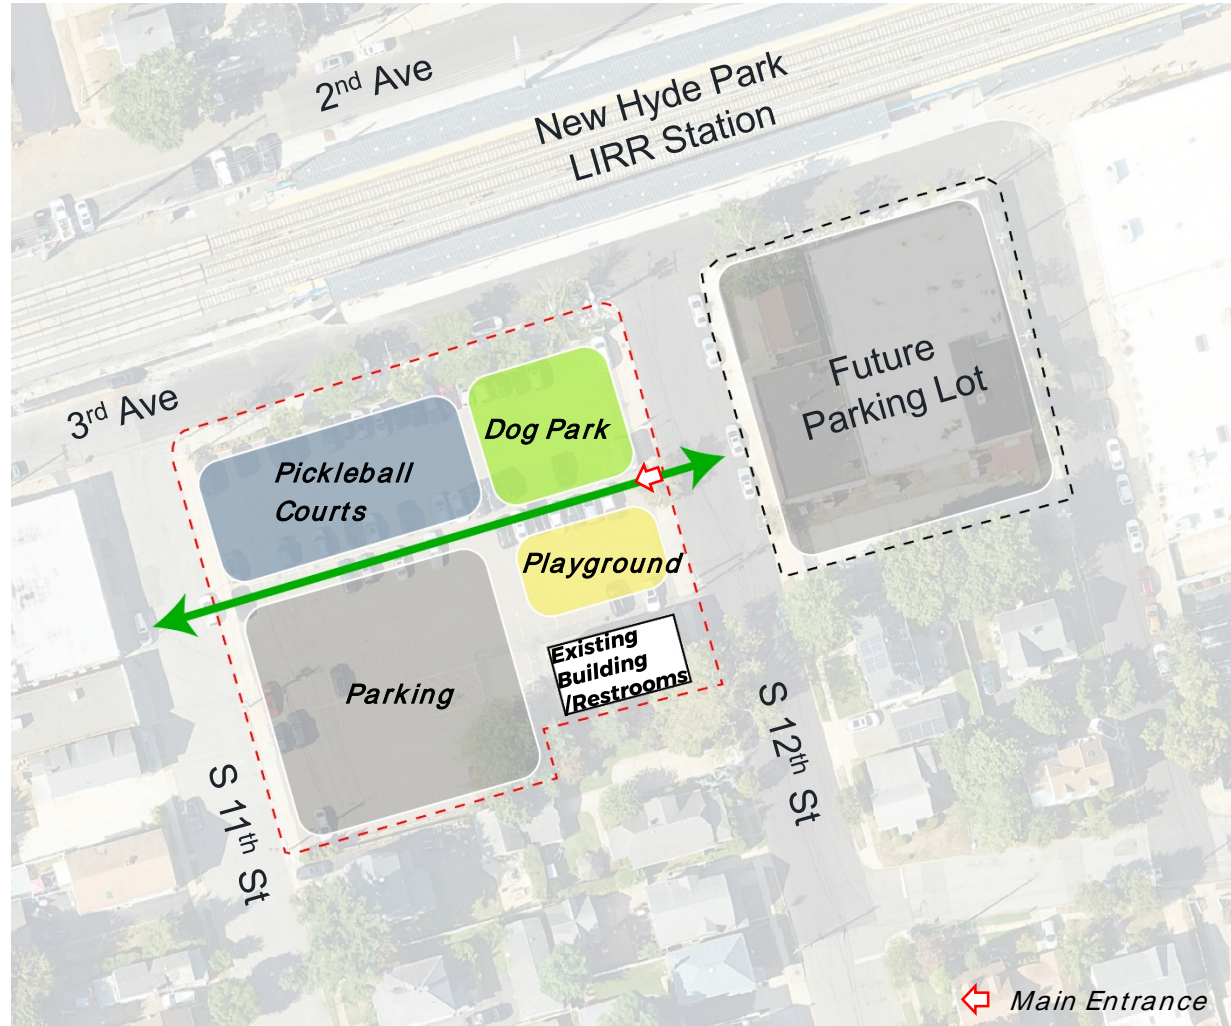 2nd Ave
New Hyde Park
LIRR Station
3rd Ave
Future
Parking Lot
Dog Park
Pickleball
Courts
Playground
Existing
Building
/Restrooms
Parking
S 12th St
S 11th St
Main Entrance